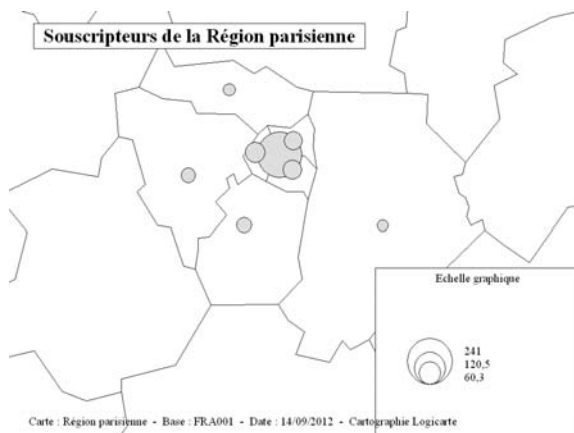 Souscripteurs de la Région parisienne
Echelle graphique
241
120,5
60,3
Carte : Région parisienne - Base : FRA001 - Date : 14/09/2012 - Cartographie Logicarte